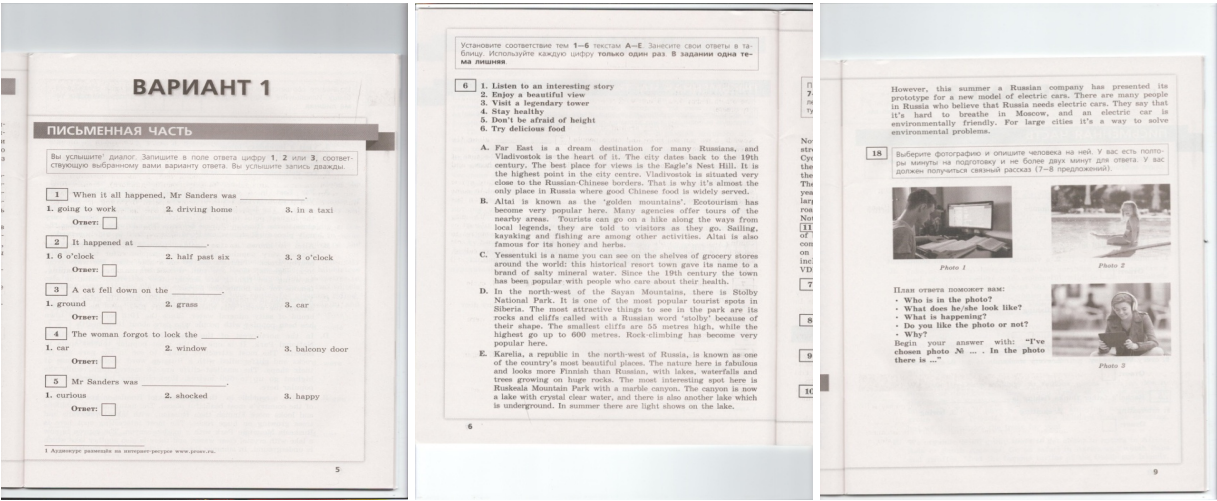 ВАРИАНТ 1
ПИСЬМЕННАЯ ЧАСТЬ
Вы услышите¹ диалог. Запишите в поле ответа цифру 1, 2 или 3, соответ-
ствующую выбранному вами варианту ответа. Вы услышите запись дважды.
1 When it all happened, Mr Sanders was ____________.
1. going to work 2. driving home 3. in a taxi
Ответ:
2 It happened at ____________.
1. 6 o'clock 2. half past six 3. 3 o'clock
Ответ:
3 A cat fell down on the _________.
1. ground 2. grass 3. car
Ответ:
4 The woman forgot to lock the __________.
1. car 2. window 3. balcony door
Ответ:
5 Mr Sanders was ______________.
1. curious 2. shocked 3. happy
Ответ:
1 Аудиокурс размещён на интернет-ресурсе www.prosv.ru.
5
Установите соответствие тем 1—6 текстам A—E. Занесите свои ответы в та-
блицу. Используйте каждую цифру только один раз. В задании одна те-
ма лишняя.
6 1. Listen to an interesting story
2. Enjoy a beautiful view
3. Visit a legendary tower
4. Stay healthy
5. Don't be afraid of height
6. Try delicious food
A. Far East is a dream destination for many Russians, and
Vladivostok is the heart of it. The city dates back to the 19th
century. The best place for views is the Eagle's Nest Hill. It is
the highest point in the city centre. Vladivostok is situated very
close to the Russian-Chinese borders. That is why it's almost the
only place in Russia where good Chinese food is widely served.
B. Altai is known as the 'golden mountains'. Ecotourism has
become very popular here. Many agencies offer tours of the
nearby areas. Tourists can go on a hike along the ways from
local legends, they are told to visitors as they go. Sailing,
kayaking and fishing are among other activities. Altai is also
famous for its honey and herbs.
C. Yessentuki is a name you can see on the shelves of grocery stores
around the world: this historical resort town gave its name to a
brand of salty mineral water. Since the 19th century the town
has been popular with people who care about their health.
D. In the north-west of the Sayan Mountains, there is Stolby
National Park. It is one of the most popular tourist spots in
Siberia. The most attractive things to see in the park are its
rocks and cliffs called with a Russian word 'stolby' because of
their shape. The smallest cliffs are 55 metres high, while the
highest are up to 600 metres. Rock-climbing has become very
popular here.
E. Karelia, a republic in the north-west of Russia, is known as one
of the country's most beautiful places. The nature here is fabulous
and looks more Finnish than Russian, with lakes, waterfalls and
trees growing on huge rocks. The most interesting spot here is
Ruskeala Mountain Park with a marble canyon. The canyon is now
a lake with crystal clear water, and there is also another lake which
is underground. In summer there are light shows on the lake.
6
However, this summer a Russian company has presented its
prototype for a new model of electric cars. There are many people
in Russia who believe that Russia needs electric cars. They say that
it's hard to breathe in Moscow, and an electric car is
environmentally friendly. For large cities it's a way to solve
environmental problems.
18 Выберите фотографию и опишите человека на ней. У вас есть полто-
ры минуты на подготовку и не более двух минут для ответа. У вас
должен получиться связный рассказ (7—8 предложений).
Photo 1
Photo 2
План ответа поможет вам:
• Who is in the photo?
• What does he/she look like?
• What is happening?
• Do you like the photo or not?
• Why?
Begin your answer with: "I've
chosen photo № ... . In the photo
there is ..."
Photo 3
9